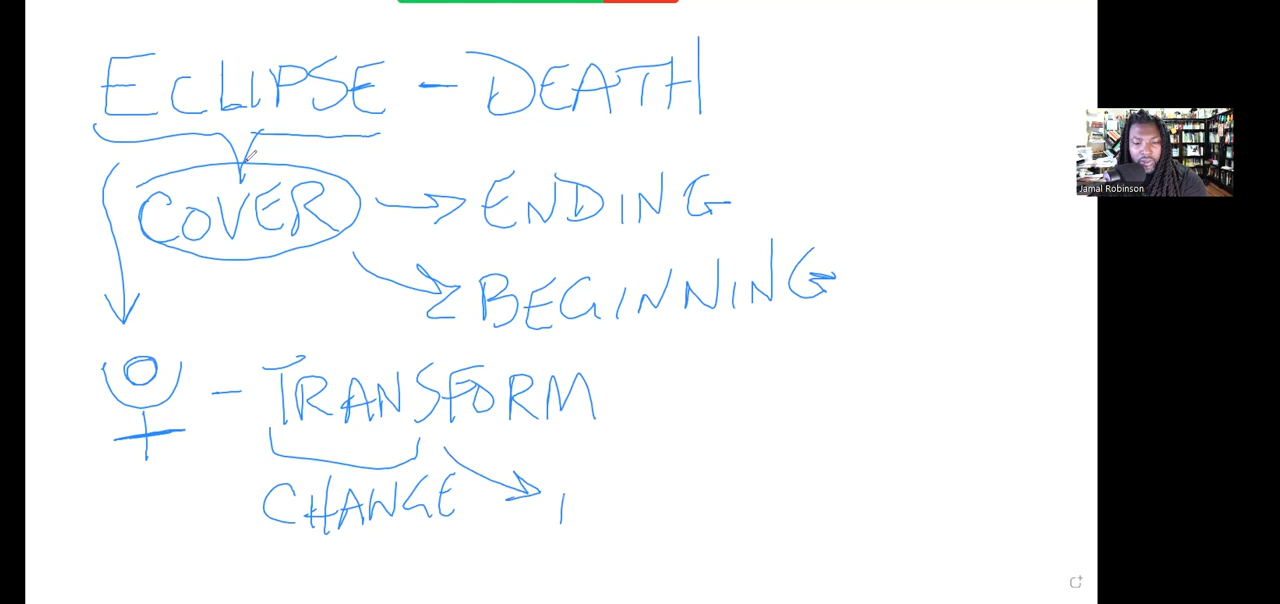 ECLIPSE - DEATH
COVER → ENDING
BEGINNING
- TRANSFORM
CHANGE
Jamal Robinson